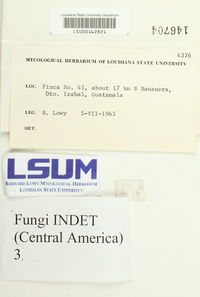 Louisiana State University Herbarium
146704
MYCOLOGICAL HERBARIUM OF LOUISIANA STATE UNIVERSITY
4376
LOC. Finca No. 41, about 17 km S Bananera,
Dto. Izabal, Guatemala
LEG. B. Lowy 5-VII-1963
DET.
LSUM
BERNARD LOWY MYCOLOGICAL HERBARIUM
LOUISIANA STATE UNIVERSITY
Fungi INDET
(Central America)
3